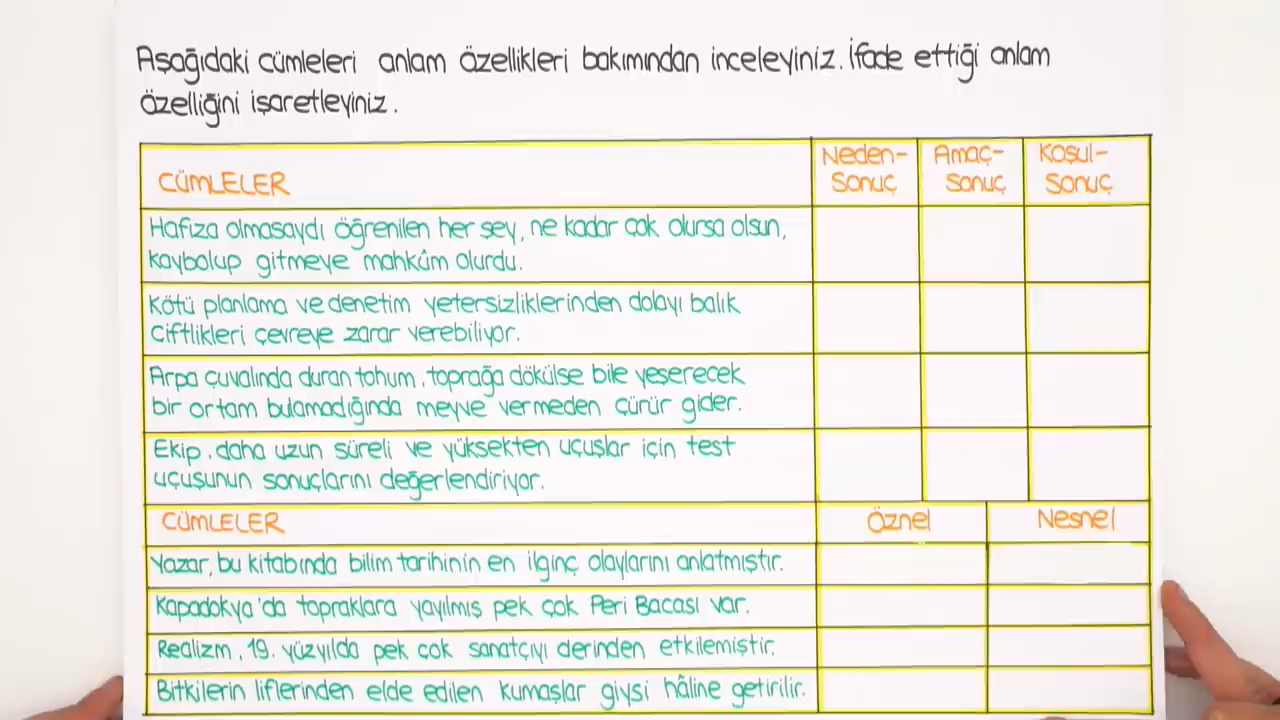 Aşağıdaki cümleleri anlam özellikleri bakımından inceleyiniz. İfade ettiği anlam
özelliğini işaretleyiniz.
CÜMLELER
Neden-
Sonuç
Amaç-
Sonuç
Koşul-
Sonuç
Hafıza olmasaydı öğrenilen her şey, ne kadar çok olursa olsun,
kaybolup gitmeye mahkûm olurdu.
Kötü planlama ve denetim yetersizliklerinden dolayı balık
çiftlikleri çevreye zarar verebiliyor.
Arpa çuvalında duran tohum, toprağa dökülse bile yeşerecek
bir ortam bulamadığında meyve vermeden çürür gider.
Ekip, daha uzun süreli ve yüksekten uçuşlar için test
uçuşunun sonuçlarını değerlendiriyor.
CÜMLELER
Öznel
Nesnel
Yazar, bu kitabında bilim tarihinin en ilginç olaylarını anlatmıştır.
Kapadokya'da topraklara yayılmış pek çok Peri Bacası var.
Realizm, 19. yüzyılda pek çok sanatçıyı derinden etkilemiştir.
Bitkilerin liflerinden elde edilen kumaşlar giysi hâline getirilir.